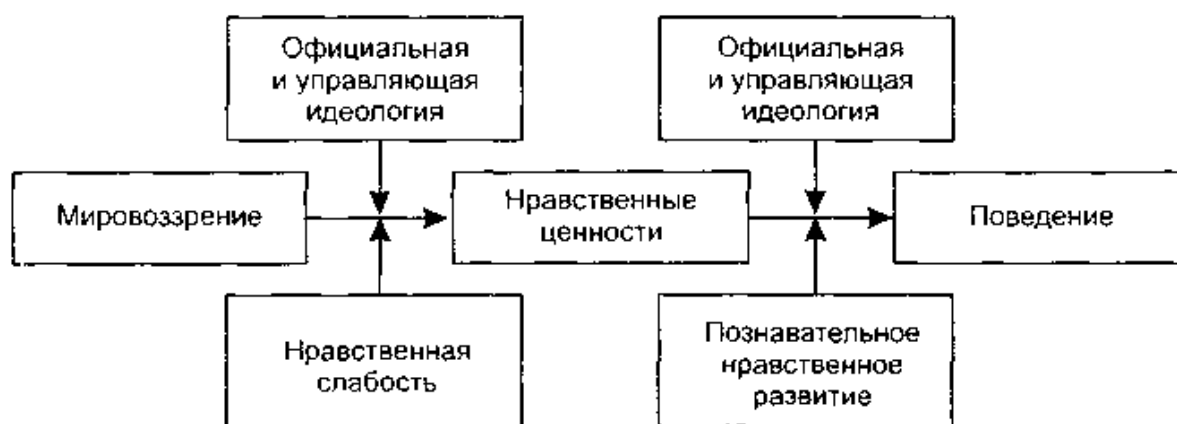 Официальная
и управляющая
идеология
Официальная
и управляющая
идеология
Мировоззрение
Нравственные
ценности
Поведение
Нравственная
слабость
Познавательное
нравственное
развитие